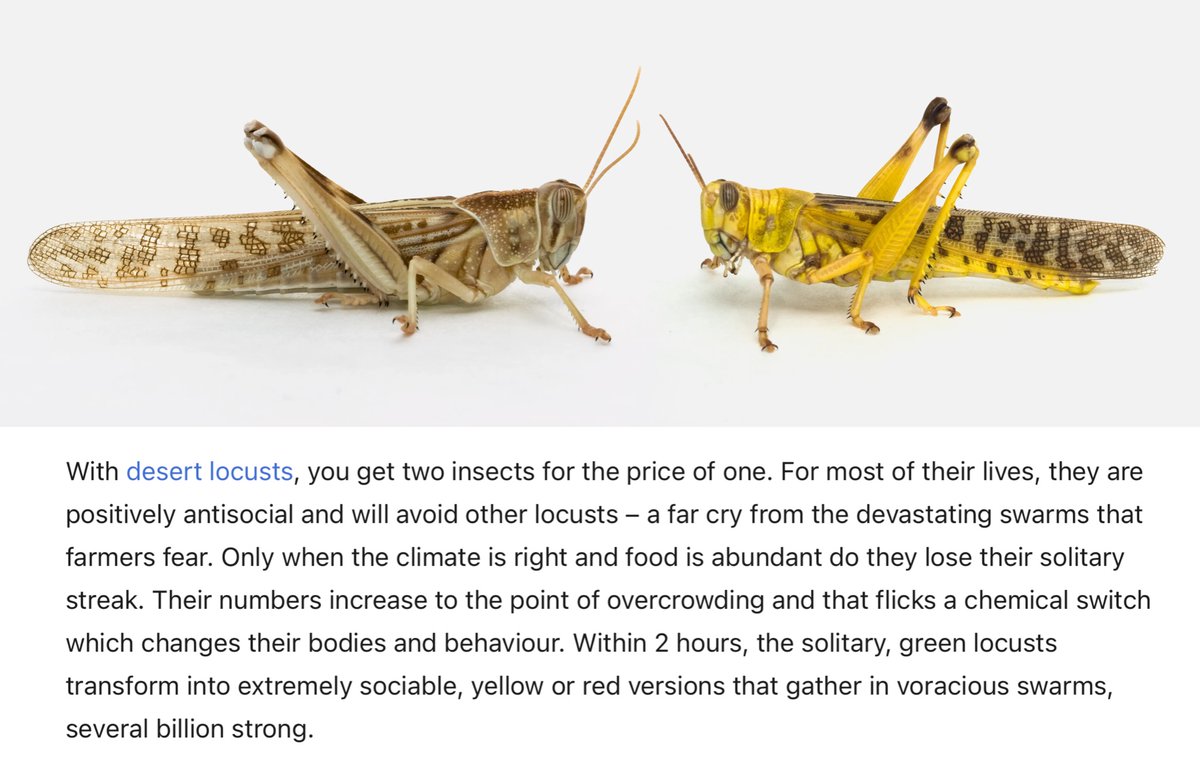 With desert locusts, you get two insects for the price of one. For most of their lives, they are
positively antisocial and will avoid other locusts – a far cry from the devastating swarms that
farmers fear. Only when the climate is right and food is abundant do they lose their solitary
streak. Their numbers increase to the point of overcrowding and that flicks a chemical switch
which changes their bodies and behaviour. Within 2 hours, the solitary, green locusts
transform into extremely sociable, yellow or red versions that gather in voracious swarms,
several billion strong.